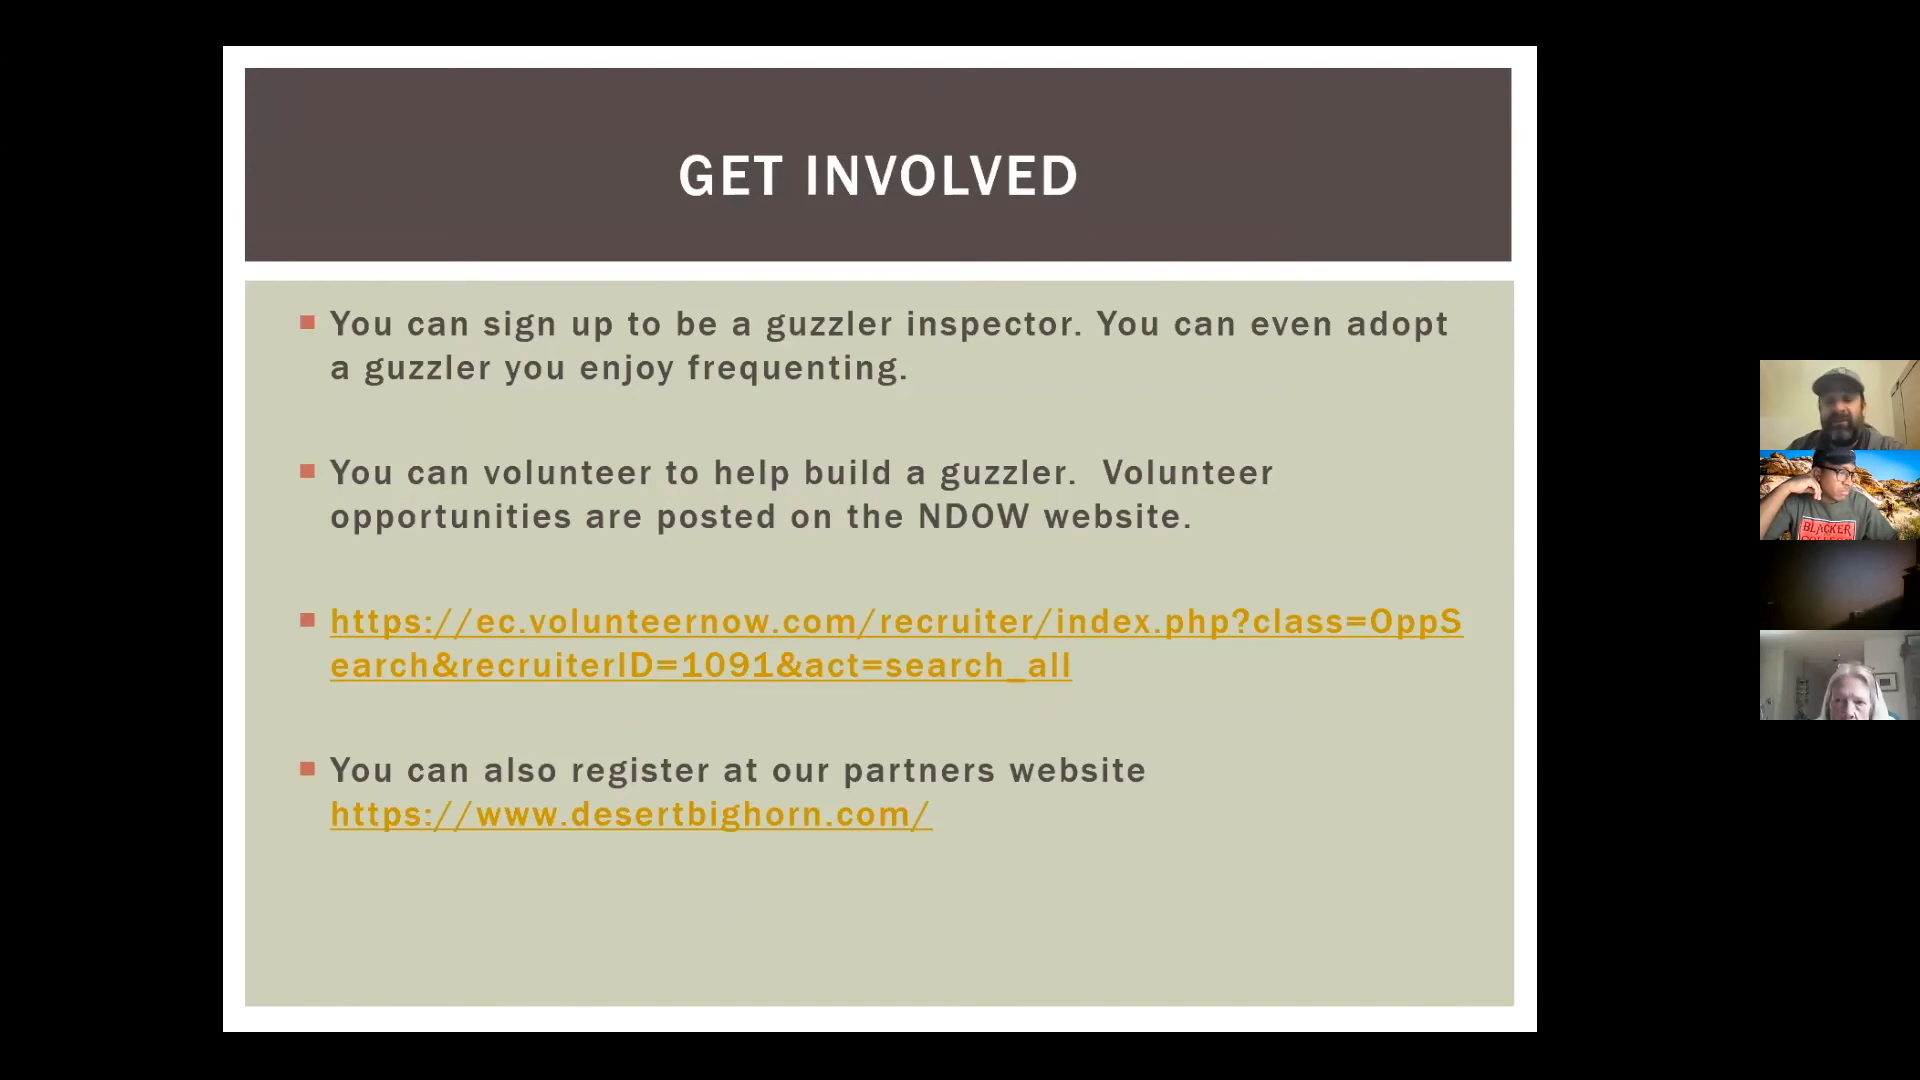 GET INVOLVED
You can sign up to be a guzzler inspector. You can even adopt
a guzzler you enjoy frequenting.
You can volunteer to help build a guzzler.  Volunteer
opportunities are posted on the NDOW website.
https://ec.volunteernow.com/recruiter/index.php?class=OppS
earch&recruiterID=1091&act=search_all
You can also register at our partners website
https://www.desertbighorn.com/
BLACKER